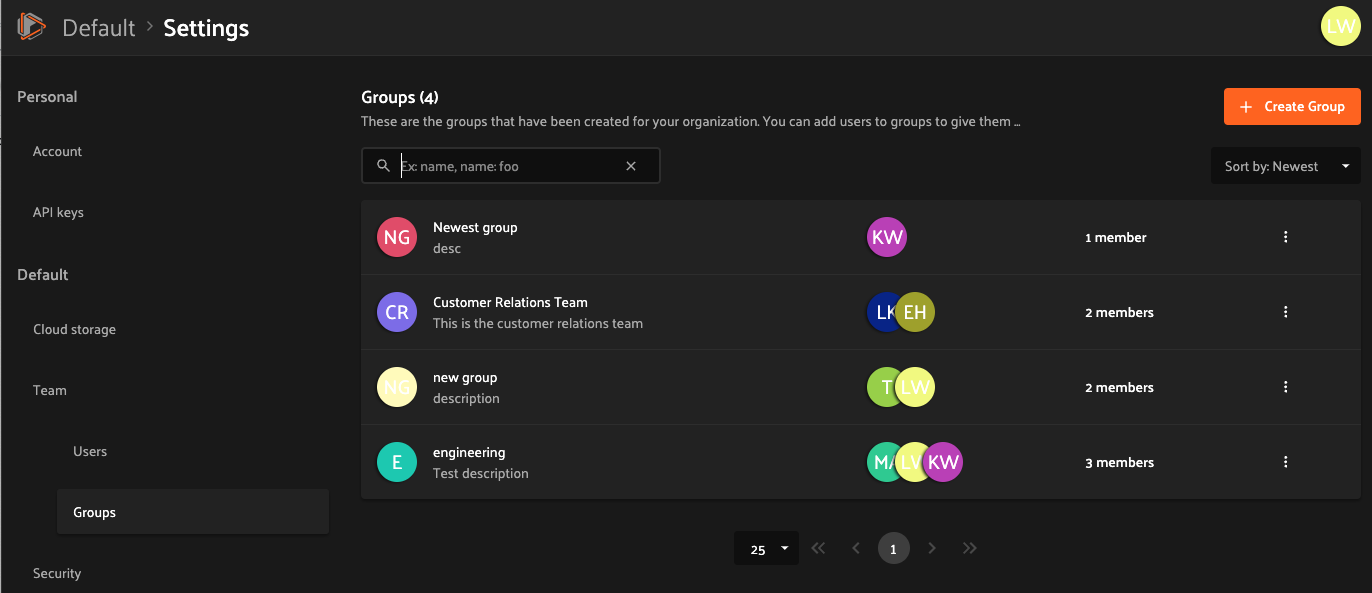 Default > Settings
LW
Personal
Account
API keys
Default
Cloud storage
Team
Users
Groups
Security
Groups (4)
These are the groups that have been created for your organization. You can add users to groups to give them ...
+ Create Group
Ex: name, name: foo
Sort by: Newest
NG Newest group KW 1 member
desc
CR Customer Relations Team LK EH 2 members
This is the customer relations team
NG new group T LW 2 members
description
E engineering KW 3 members
Test description
25 1